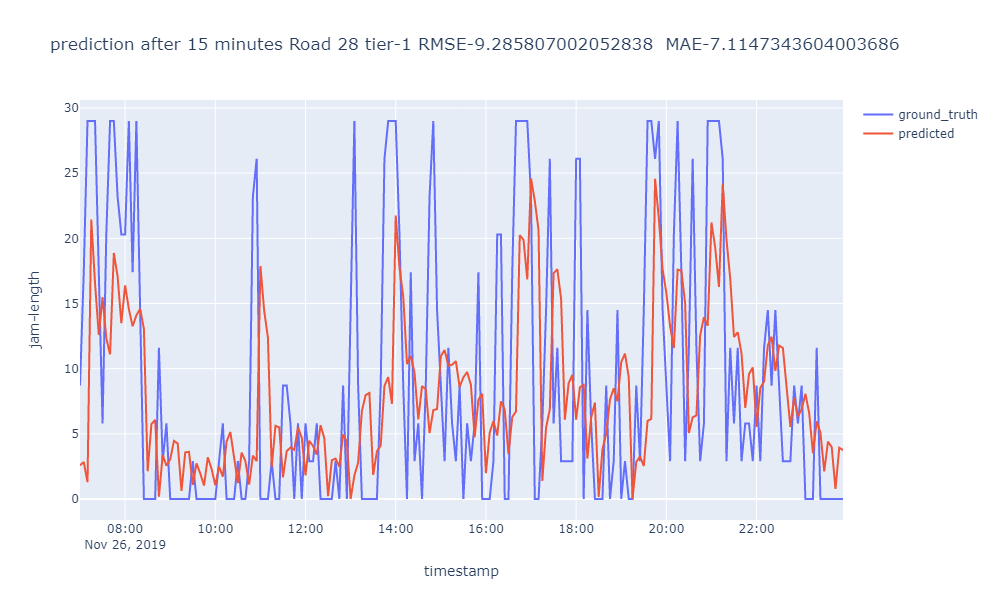 prediction after 15 minutes Road 28 tier-1 RMSE-9.285807002052838  MAE-7.1147343604003686
ground_truth
predicted
30
25
20
15
10
5
0
jam-length
08:00 10:00 12:00 14:00 16:00 18:00 20:00 22:00
Nov 26, 2019
timestamp